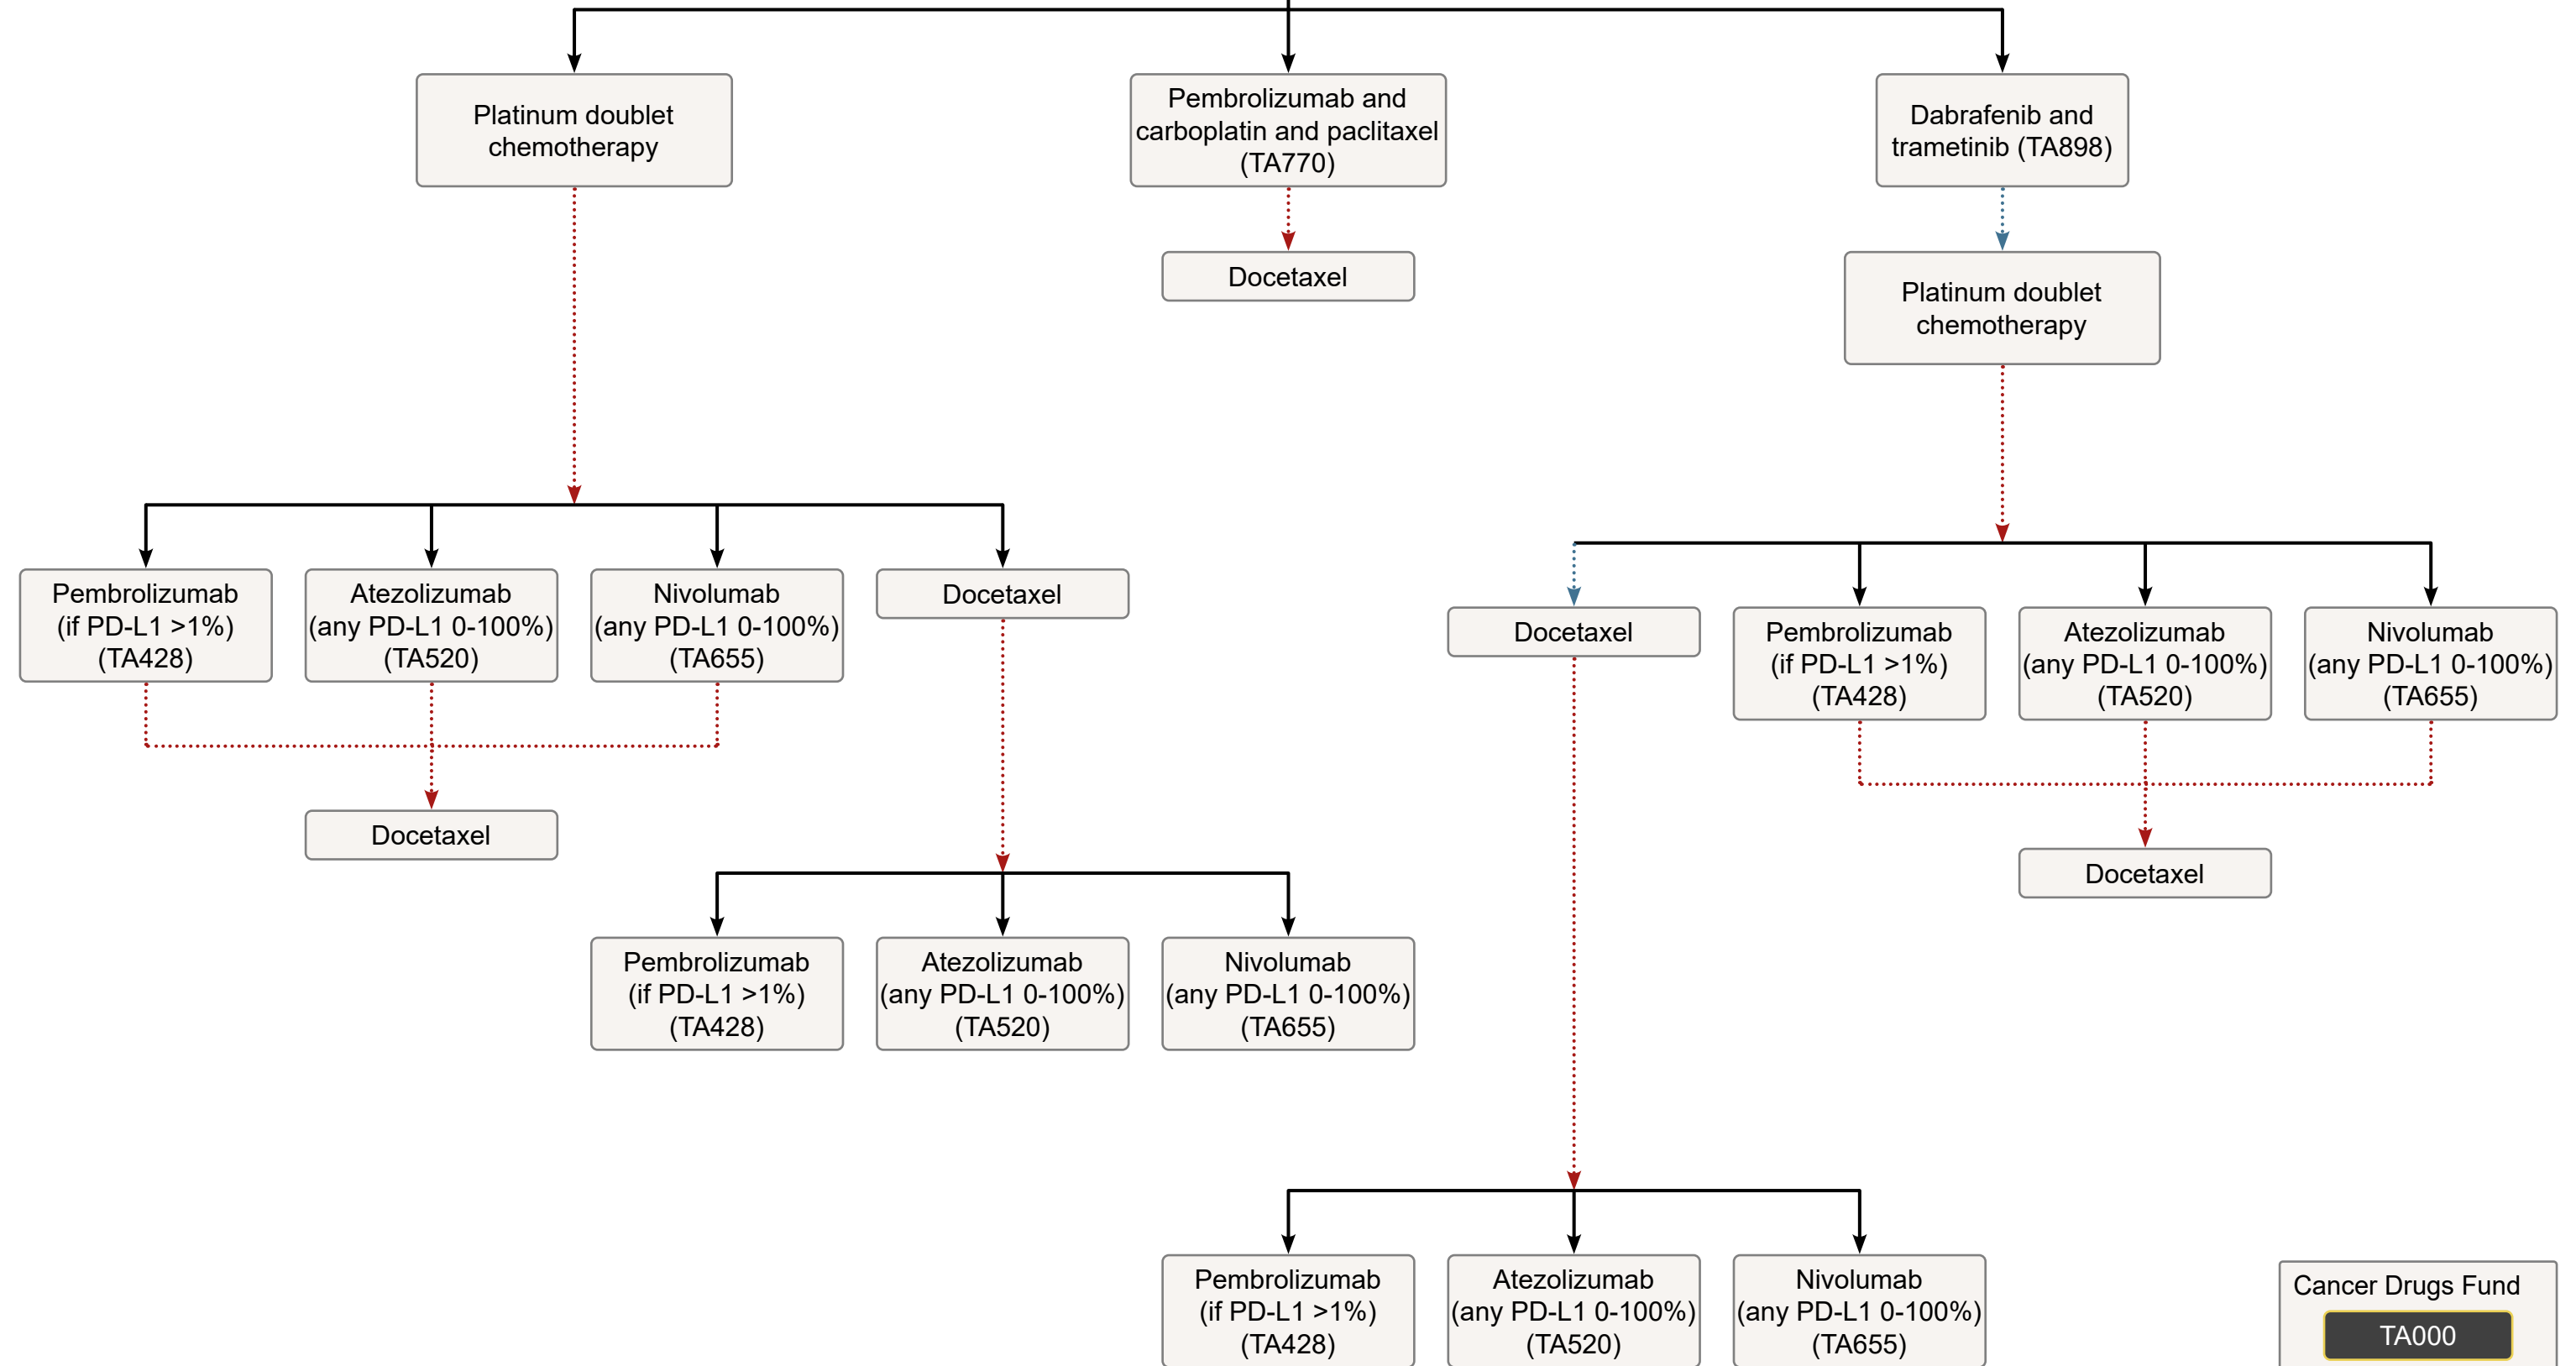 Platinum doublet
chemotherapy
Pembrolizumab and
carboplatin and paclitaxel
(TA770)
Dabrafenib and
trametinib (TA898)
Docetaxel
Platinum doublet
chemotherapy
Pembrolizumab
(if PD-L1 >1%)
(TA428)
Atezolizumab
(any PD-L1 0-100%)
(TA520)
Nivolumab
(any PD-L1 0-100%)
(TA655)
Docetaxel
Docetaxel
Pembrolizumab
(if PD-L1 >1%)
(TA428)
Atezolizumab
(any PD-L1 0-100%)
(TA520)
Nivolumab
(any PD-L1 0-100%)
(TA655)
Docetaxel
Docetaxel
Pembrolizumab
(if PD-L1 >1%)
(TA428)
Atezolizumab
(any PD-L1 0-100%)
(TA520)
Nivolumab
(any PD-L1 0-100%)
(TA655)
Pembrolizumab
(if PD-L1 >1%)
(TA428)
Atezolizumab
(any PD-L1 0-100%)
(TA520)
Nivolumab
(any PD-L1 0-100%)
(TA655)
Cancer Drugs Fund
TA000